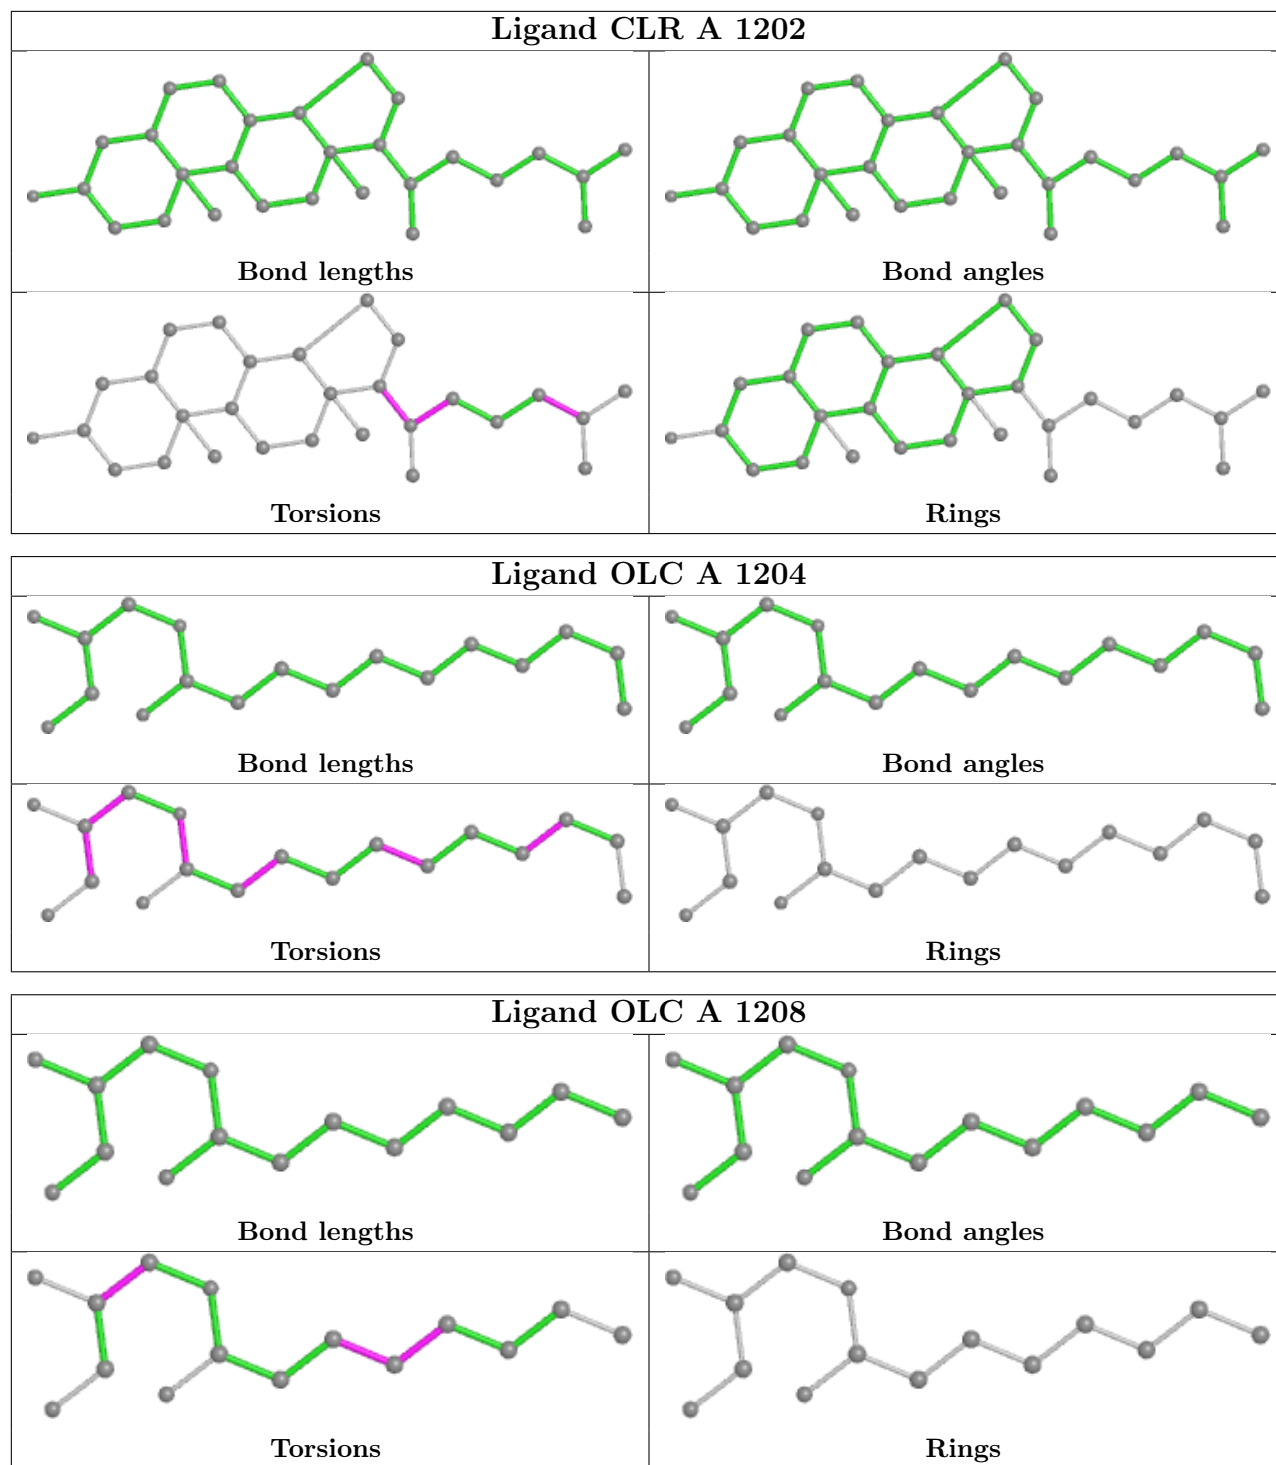 Ligand CLR A 1202
Bond lengths
Bond angles
Torsions
Rings
Ligand OLC A 1204
Bond lengths
Bond angles
Torsions
Rings
Ligand OLC A 1208
Bond lengths
Bond angles
Torsions
Rings